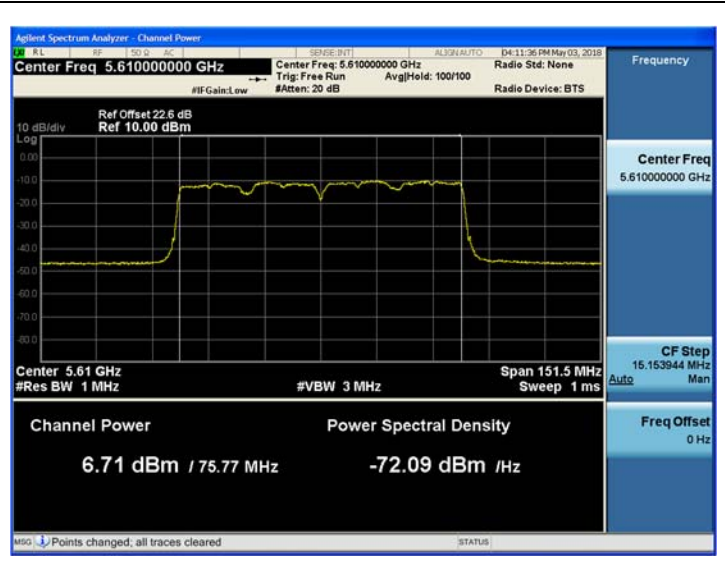 Agilent Spectrum Analyzer - Channel Power
RL RF 50 Ω AC SENSE:INT ALIGN AUTO 04:11:36 PM May 03, 2018
Center Freq 5.610000000 GHz
Center Freq: 5.610000000 GHz Radio Std: None
Trig: Free Run Avg|Hold: 100/100
#IFGain:Low #Atten: 20 dB Radio Device: BTS
Frequency
Ref Offset 22.6 dB
10 dB/div Ref 10.00 dBm
Log
0.00
-10.0
-20.0
-30.0
-40.0
-50.0
-60.0
-70.0
-80.0
Center Freq
5.610000000 GHz
Center 5.61 GHz Span 151.5 MHz
#Res BW 1 MHz #VBW 3 MHz Sweep 1 ms
CF Step
15.153944 MHz
Auto Man
Channel Power Power Spectral Density
6.71 dBm / 75.77 MHz -72.09 dBm /Hz
Freq Offset
0 Hz
MSG Points changed; all traces cleared STATUS